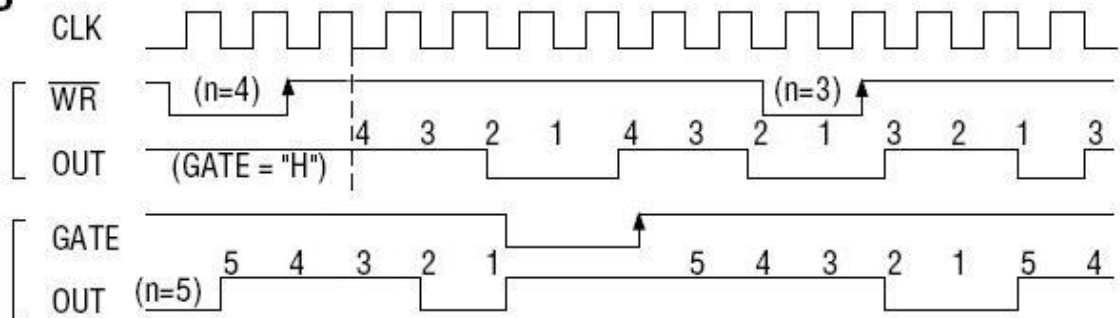 CLK
WR (n=4) (n=3)
4 3 2 1 4 3 2 1 3 2 1 3
OUT (GATE = "H")
GATE
5 4 3 2 1 5 4 3 2 1 5 4
OUT (n=5)